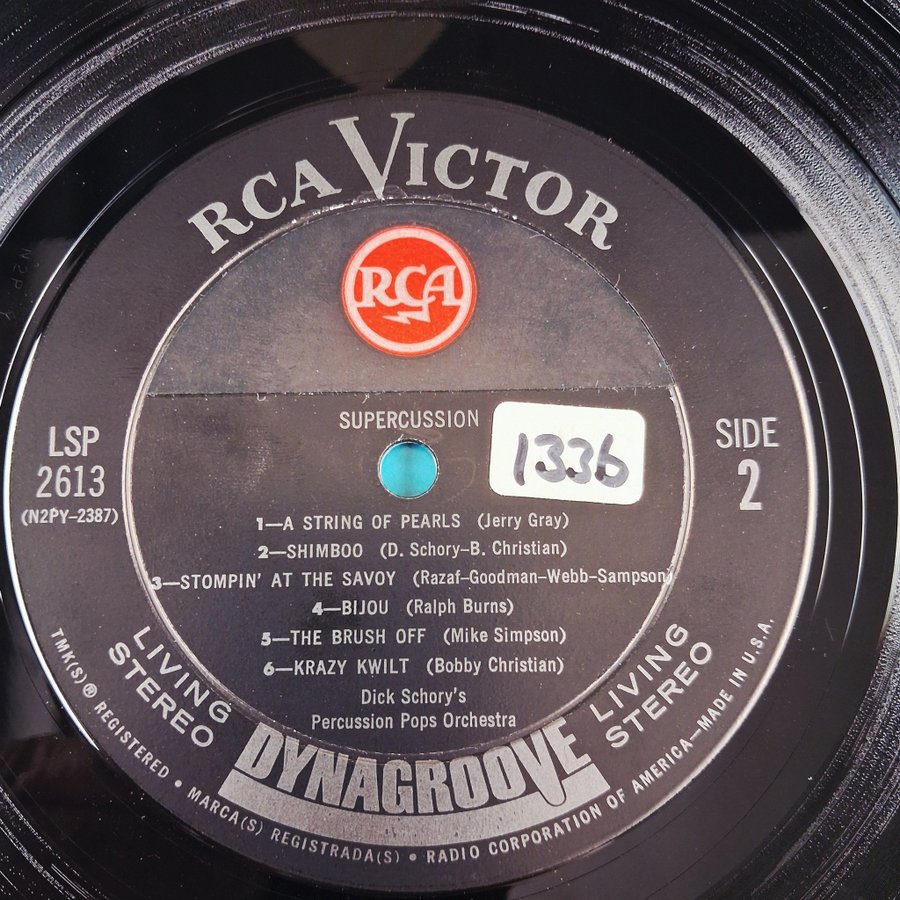 RCA VICTOR
RCA
SUPERCUSSION
1336
LSP
2613
(N2PY-2387)
SIDE
2
1—A STRING OF PEARLS (Jerry Gray)
2—SHIMBOO (D. Schory–B. Christian)
3—STOMPIN' AT THE SAVOY (Razaf–Goodman–Webb–Sampson)
4—BIJOU (Ralph Burns)
5—THE BRUSH OFF (Mike Simpson)
6—KRAZY KWILT (Bobby Christian)
Dick Schory's
Percussion Pops Orchestra
LIVING
STEREO
DYNAGROOVE
LIVING
STEREO
TMK(S) ® REGISTERED • MARCA(S) REGISTRADA(S) • RADIO CORPORATION OF AMERICA—MADE IN U.S.A.